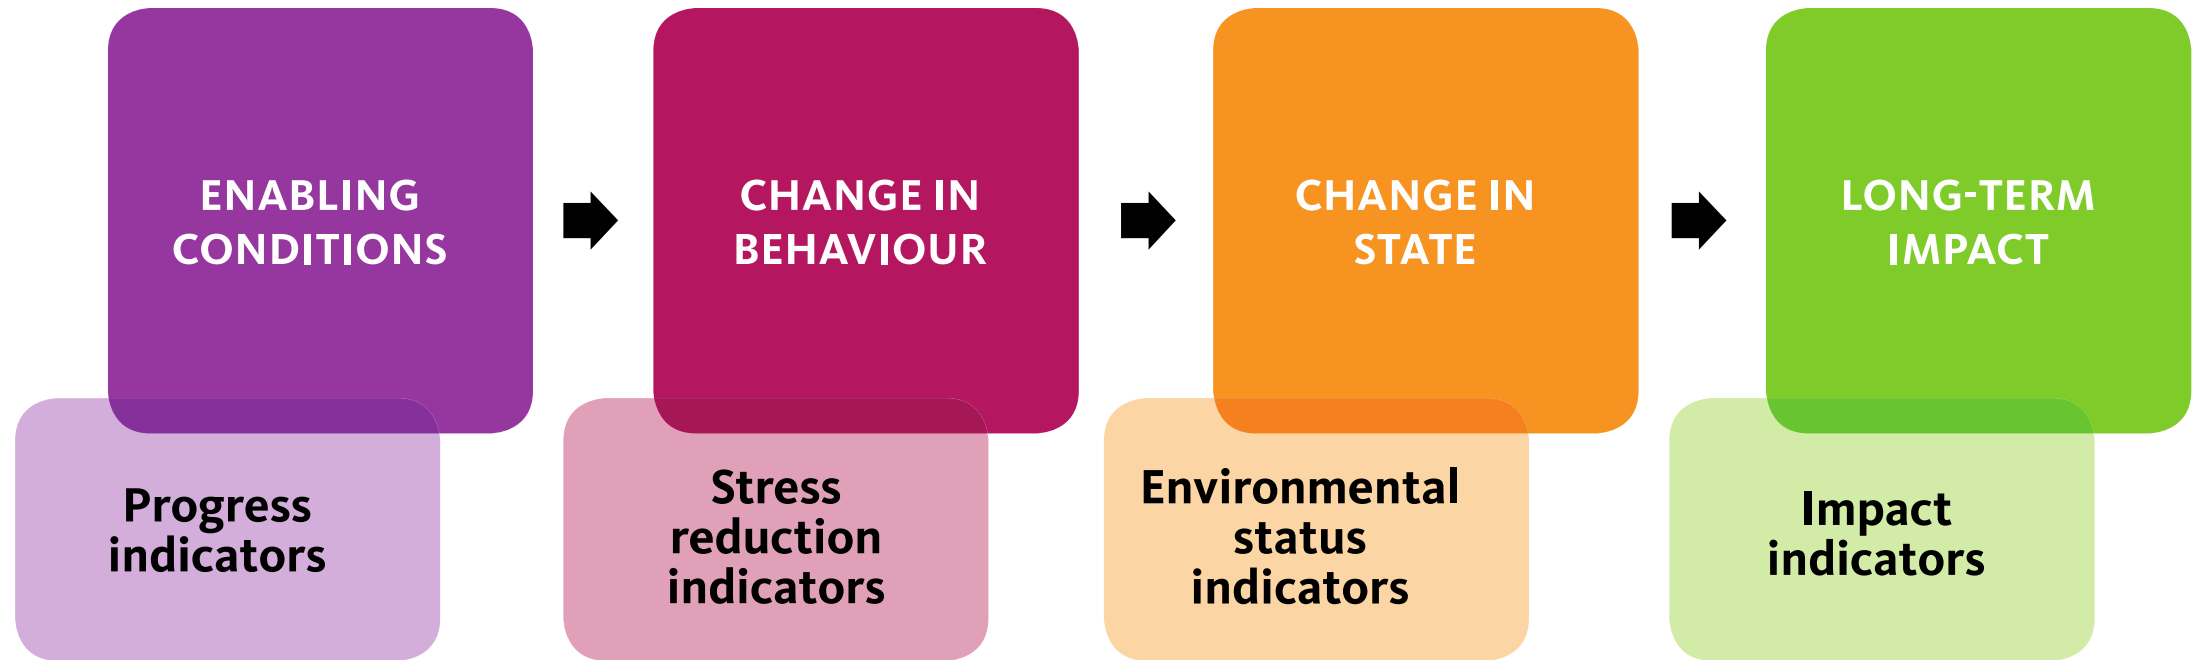 ENABLING
CONDITIONS
CHANGE IN
BEHAVIOUR
CHANGE IN
STATE
LONG-TERM
IMPACT
Progress
indicators
Stress
reduction
indicators
Environmental
status
indicators
Impact
indicators